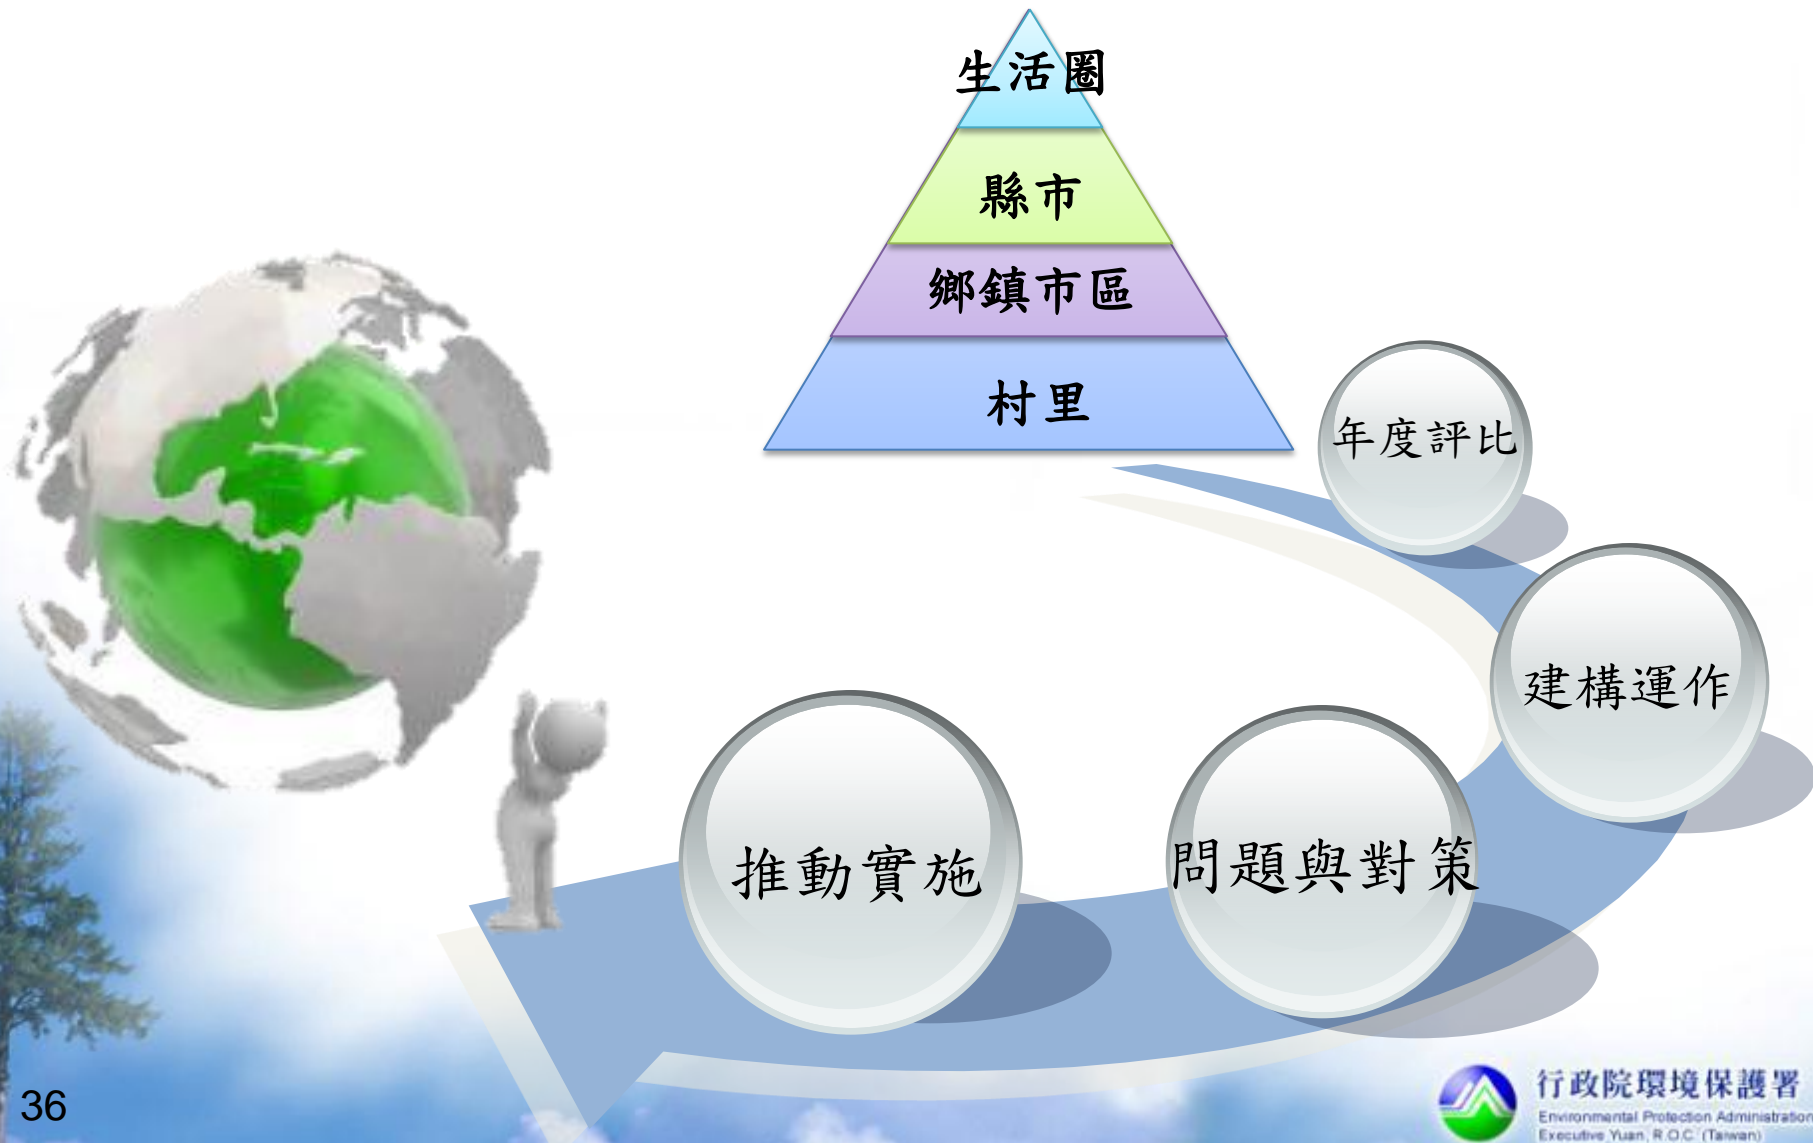 生活圈
縣市
鄉鎮市區
村里
年度評比
建構運作
問題與對策
推動實施
36
行政院環境保護署
Environmental Protection Administration
Executive Yuan, R.O.C. (Taiwan)